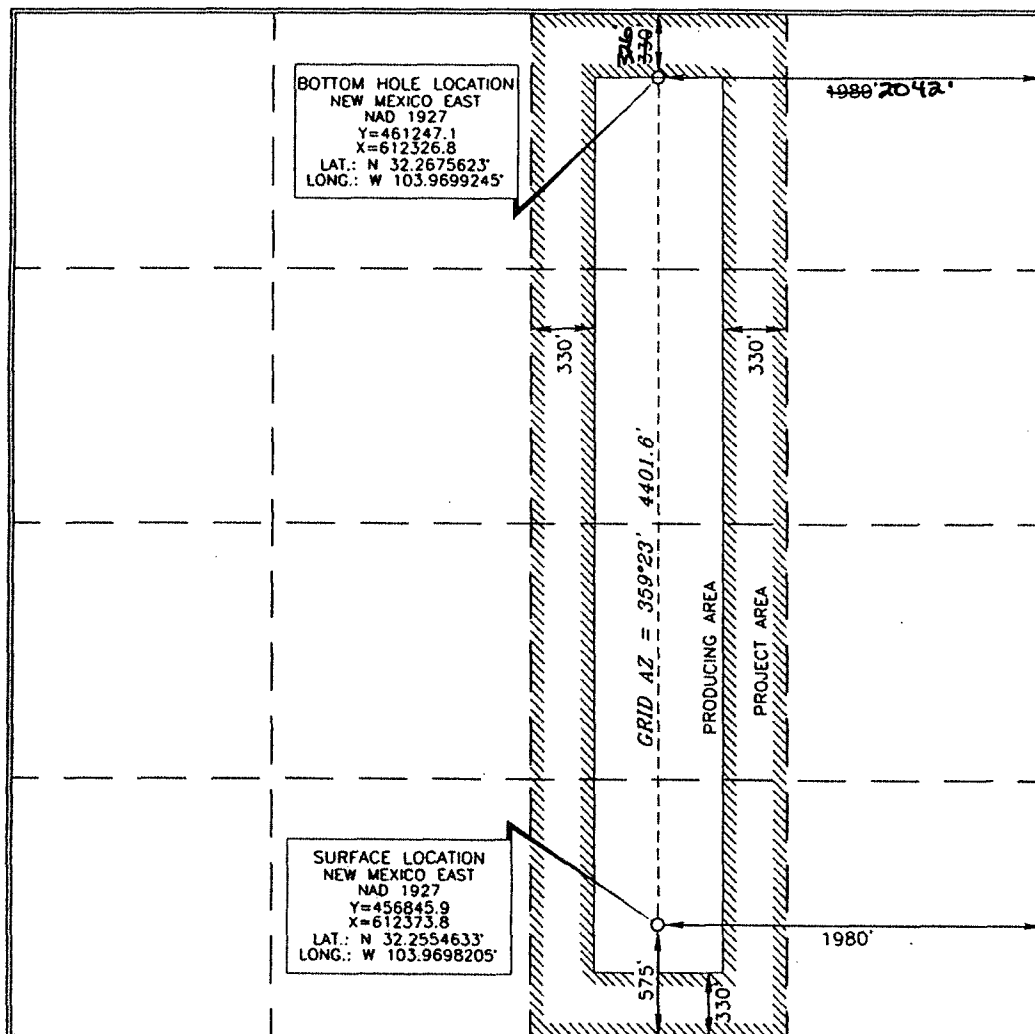 326'
330'
BOTTOM HOLE LOCATION
NEW MEXICO EAST
NAD 1927
Y=461247.1
X=612326.8
LAT.: N 32.2675623°
LONG.: W 103.9699245°
1980' 2042'
330'
330'
GRID AZ = 359°23' 4401.6'
PRODUCING AREA
PROJECT AREA
SURFACE LOCATION
NEW MEXICO EAST
NAD 1927
Y=456845.9
X=612373.8
LAT.: N 32.2554633°
LONG.: W 103.9698205°
1980'
575'
330'